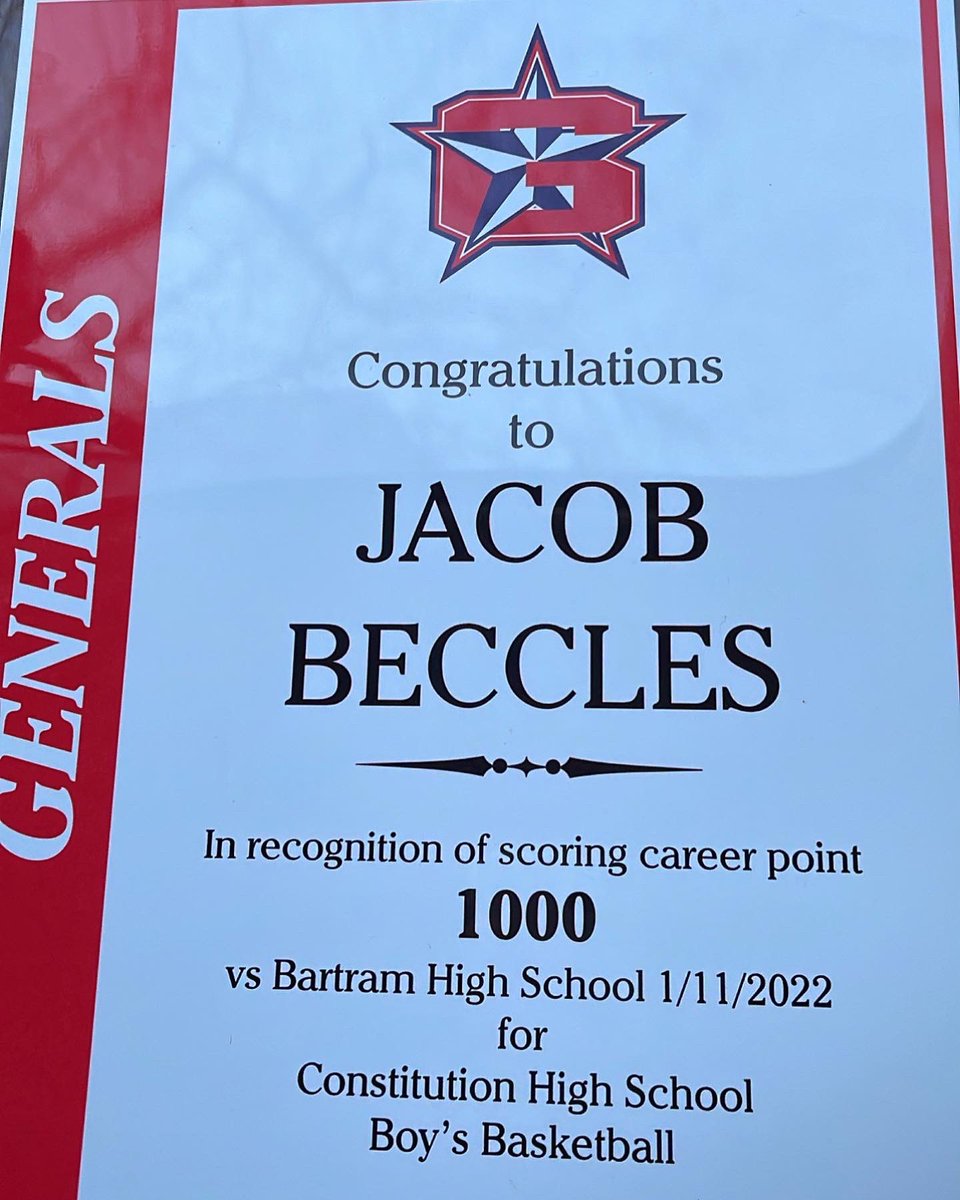 G
GENERALS
Congratulations
to
JACOB
BECCLES
In recognition of scoring career point
1000
vs Bartram High School 1/11/2022
for
Constitution High School
Boy's Basketball